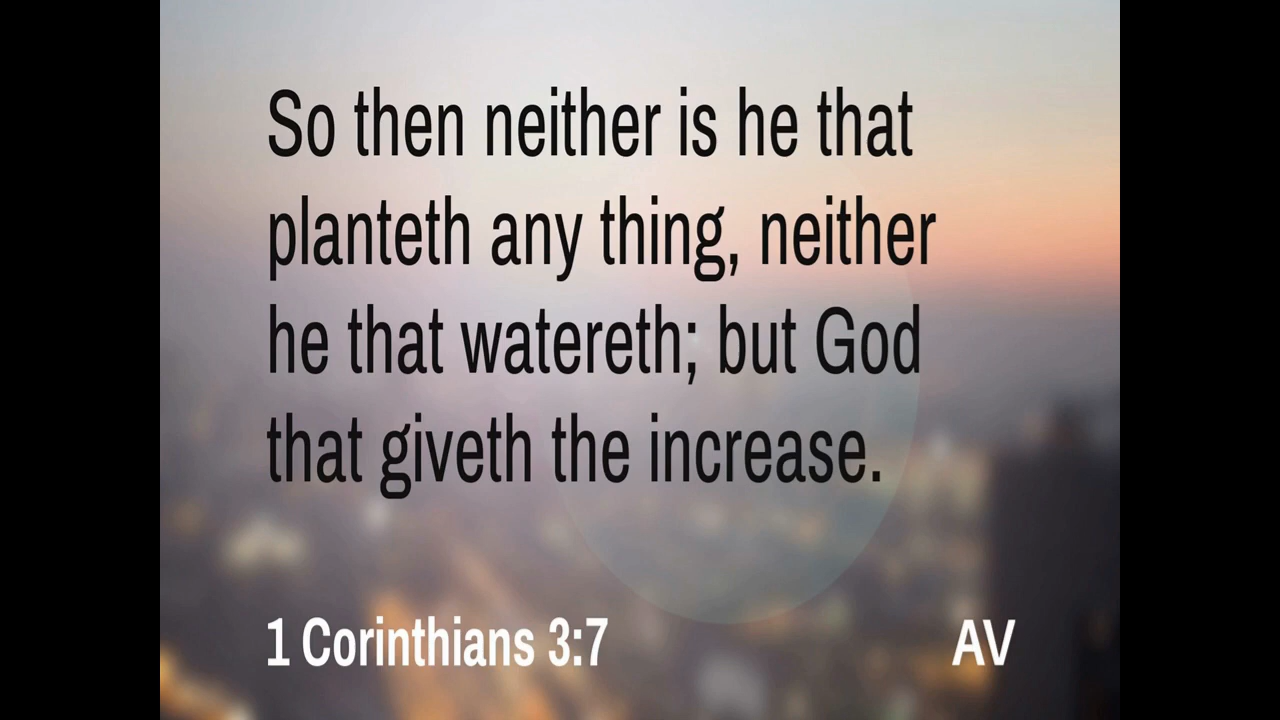 So then neither is he that
planteth any thing, neither
he that watereth; but God
that giveth the increase.
1 Corinthians 3:7 AV